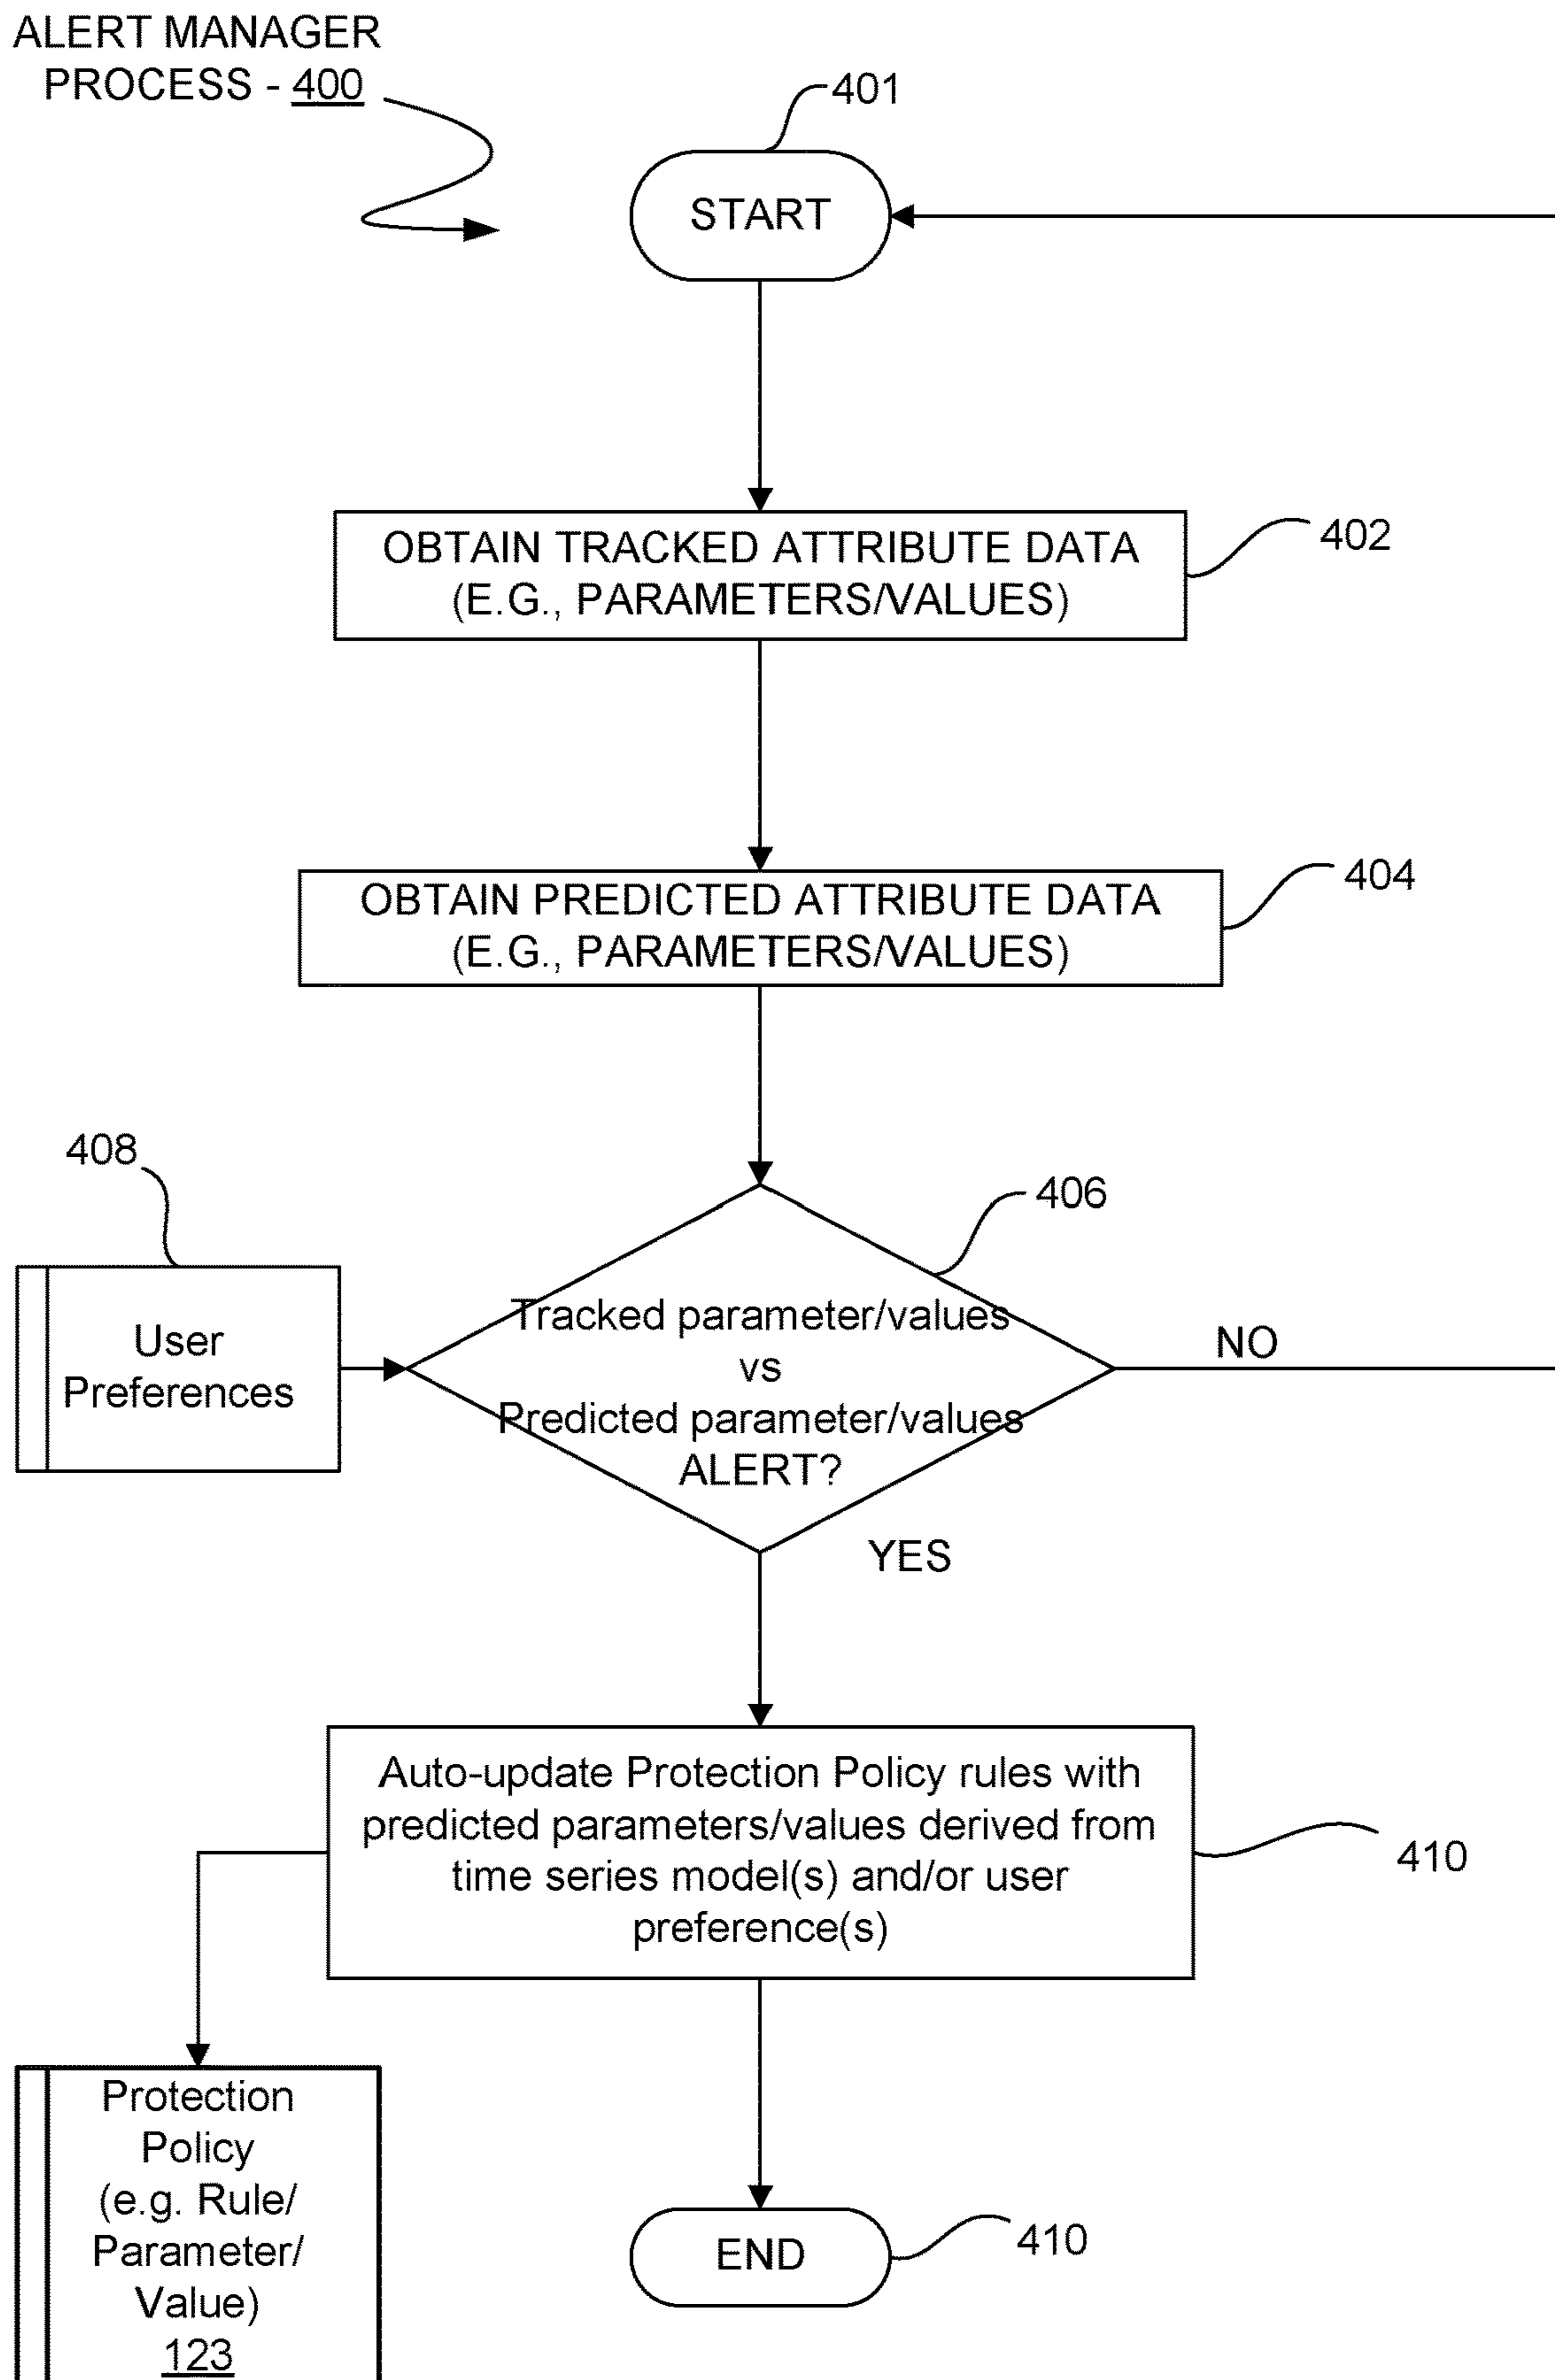 ALERT MANAGER
PROCESS - 400
401
START
OBTAIN TRACKED ATTRIBUTE DATA
(E.G., PARAMETERS/VALUES)
402
OBTAIN PREDICTED ATTRIBUTE DATA
(E.G., PARAMETERS/VALUES)
404
408
User
Preferences
406
Tracked parameter/values
vs
Predicted parameter/values
ALERT?
NO
YES
Auto-update Protection Policy rules with
predicted parameters/values derived from
time series model(s) and/or user
preference(s)
410
Protection
Policy
(e.g. Rule/
Parameter/
Value)
123
END
410